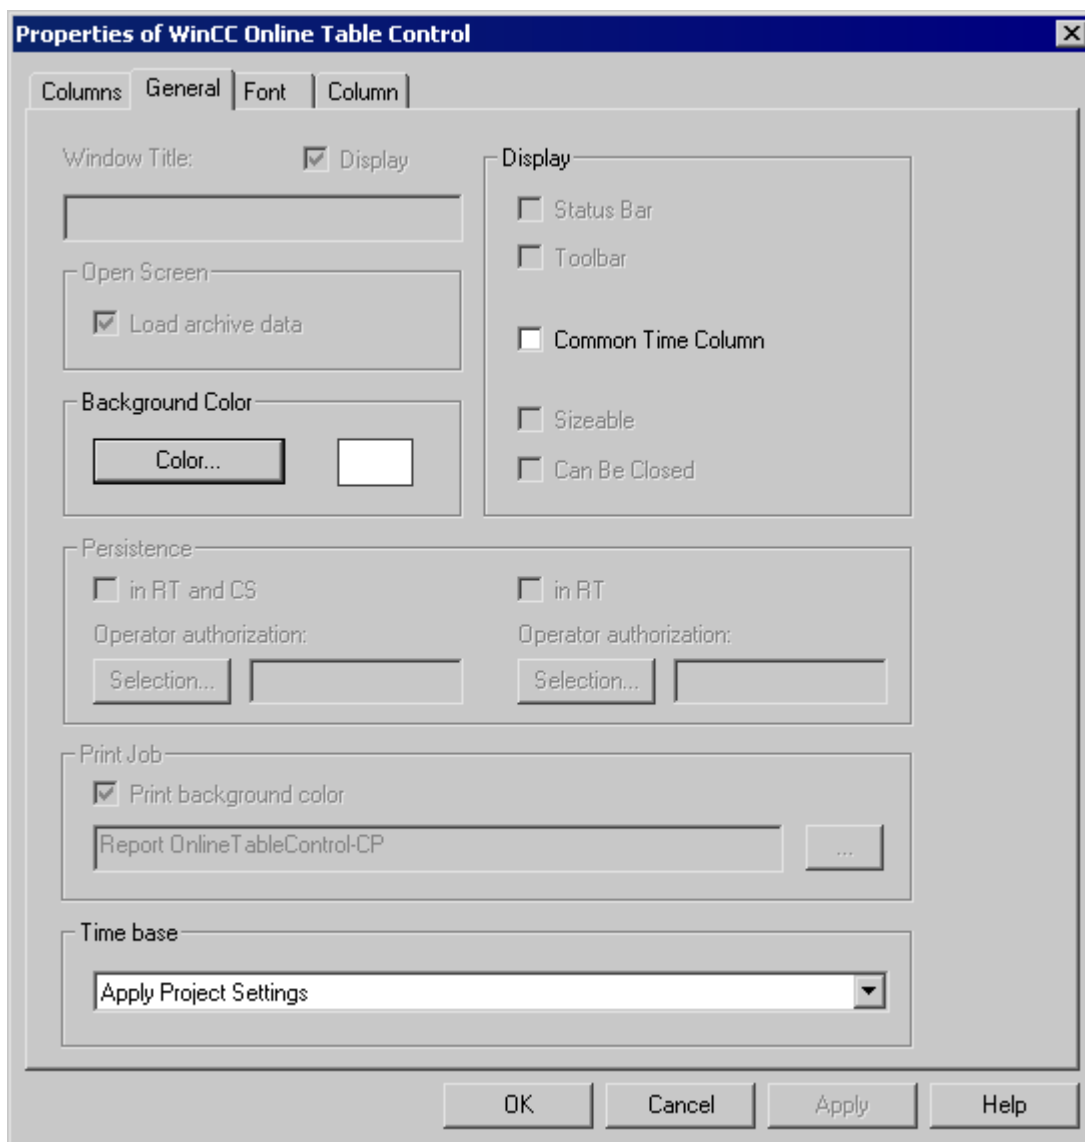 Properties of WinCC Online Table Control
Columns General Font Column
Window Title: Display
Open Screen
Load archive data
Background Color
Color...
Display
Status Bar
Toolbar
Common Time Column
Sizeable
Can Be Closed
Persistence
in RT and CS in RT
Operator authorization: Operator authorization:
Selection... Selection...
Print Job
Print background color
Report OnlineTableControl-CP ...
Time base
Apply Project Settings
OK Cancel Apply Help